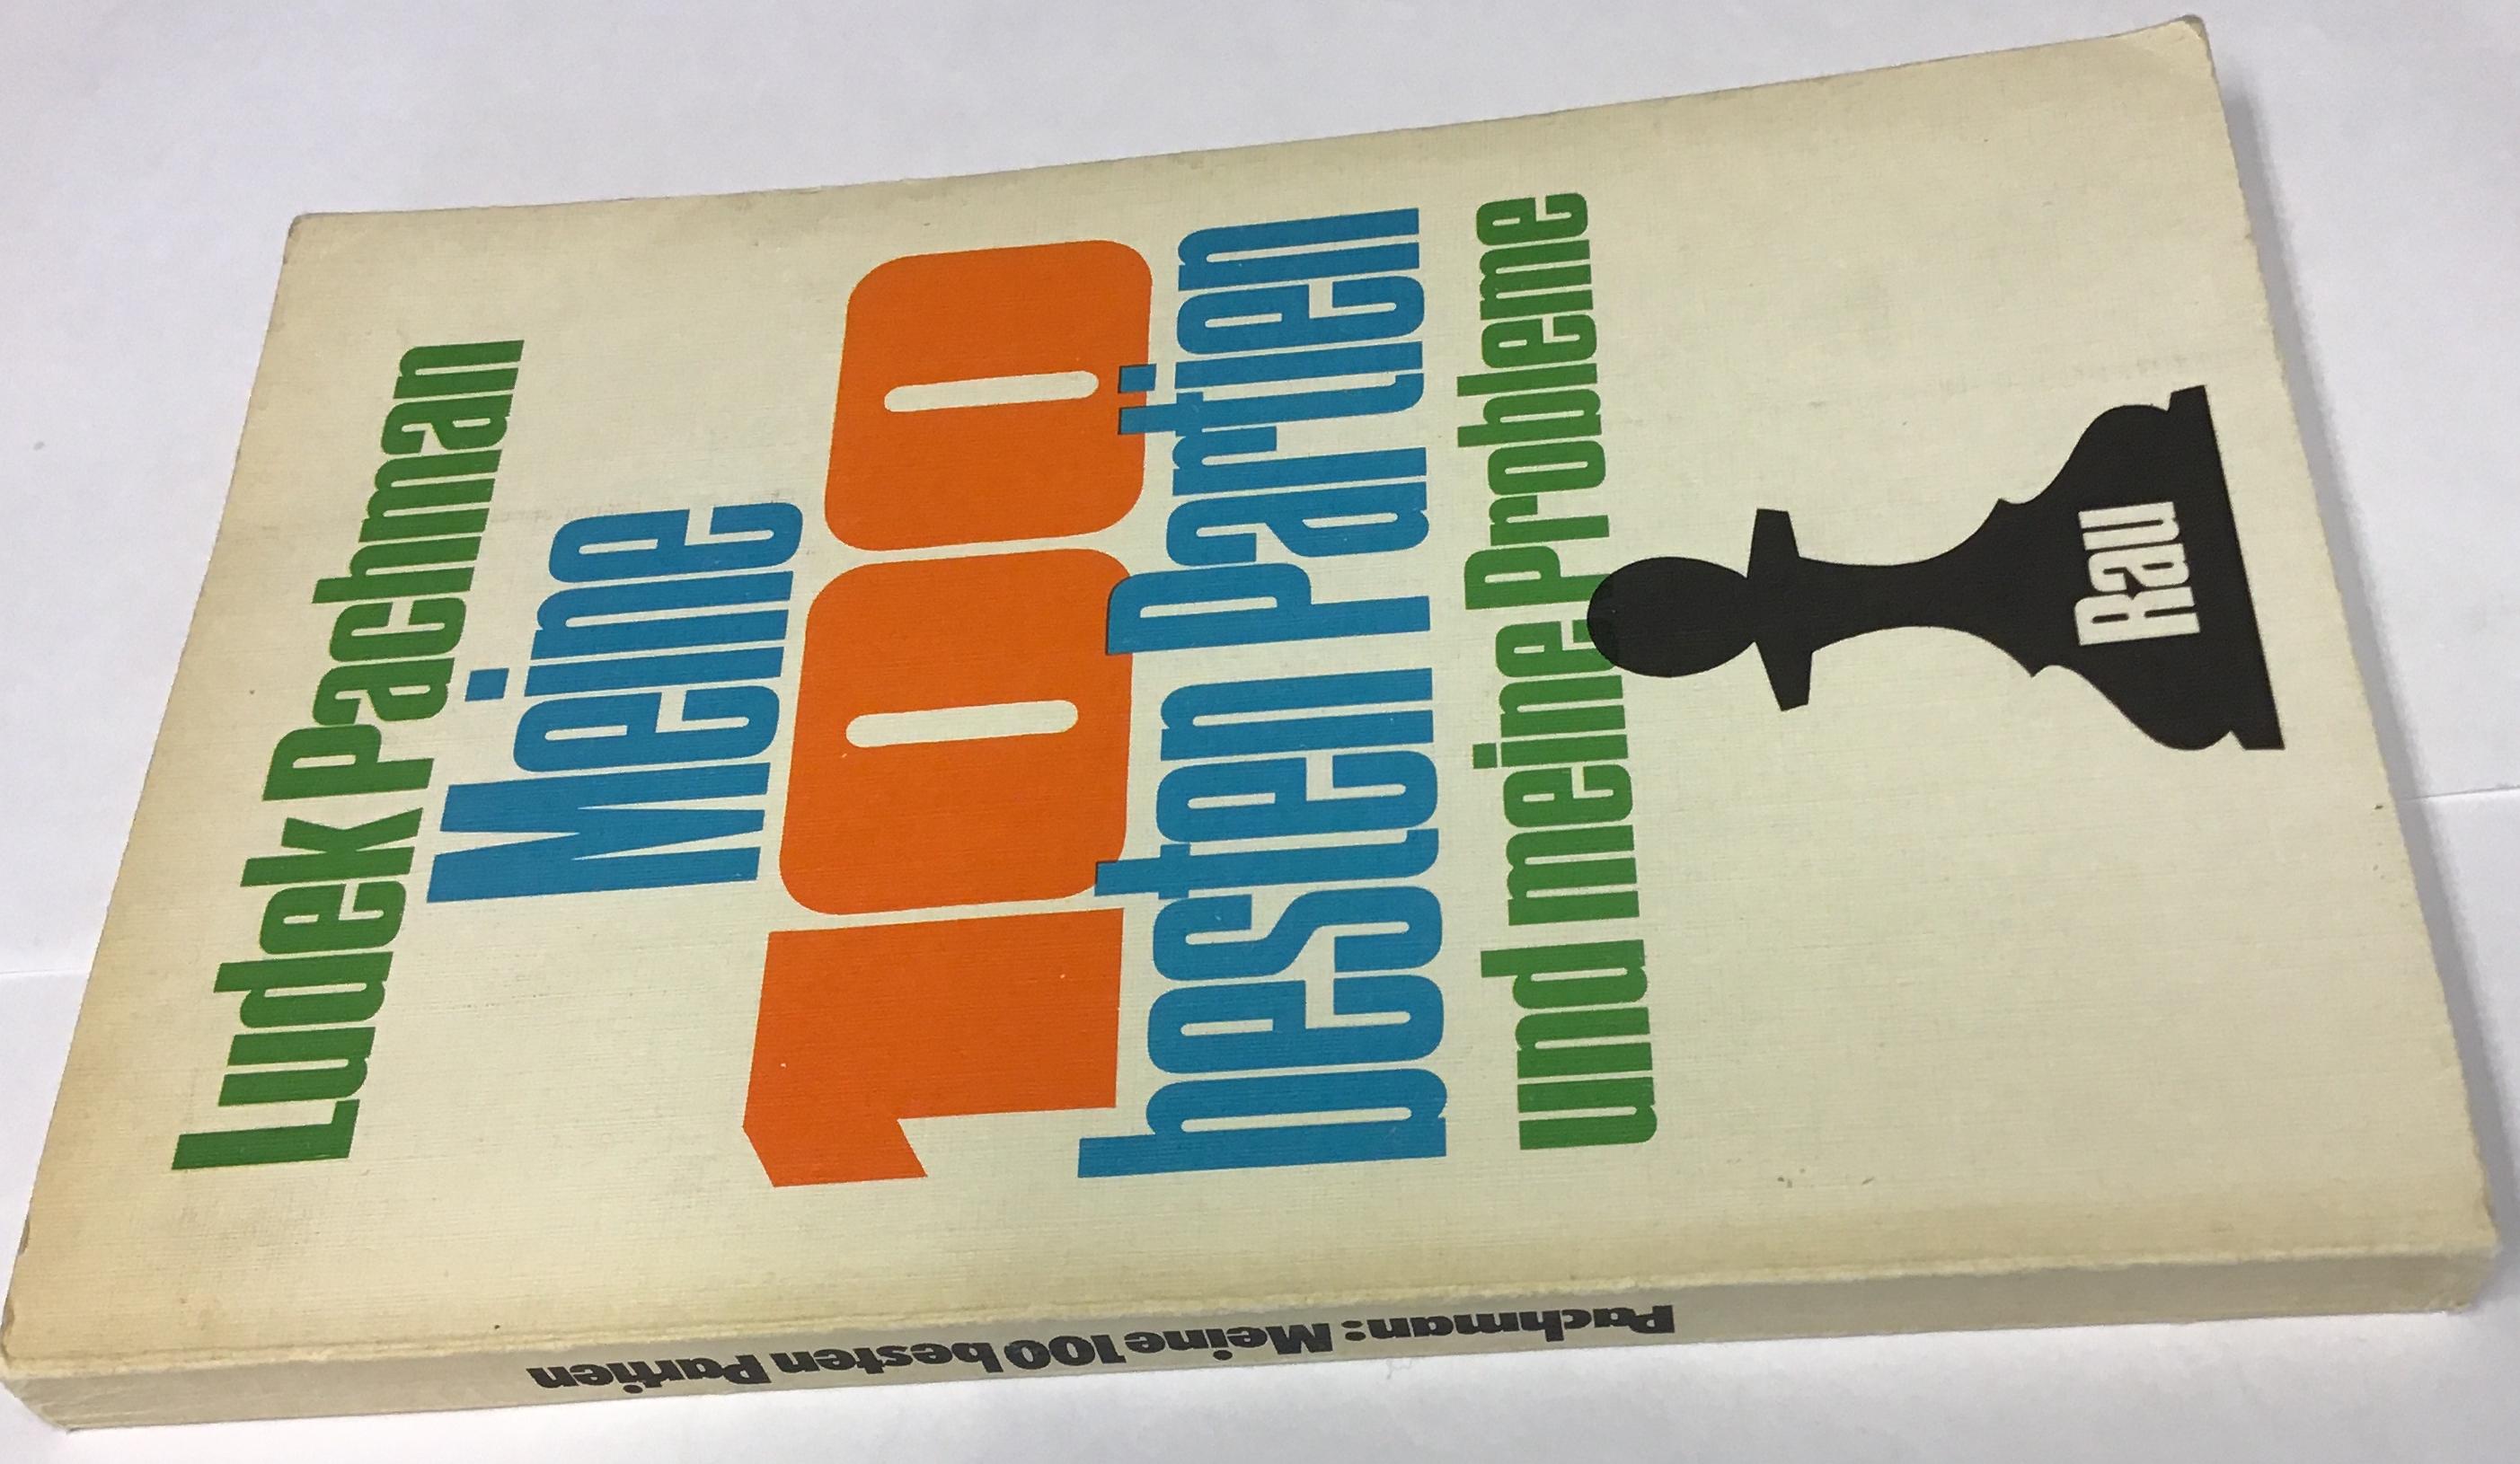 Ludek Pachman
Meine
100
besten Partien
und meine Probleme
Rau
Pachman: Meine 100 besten Partien